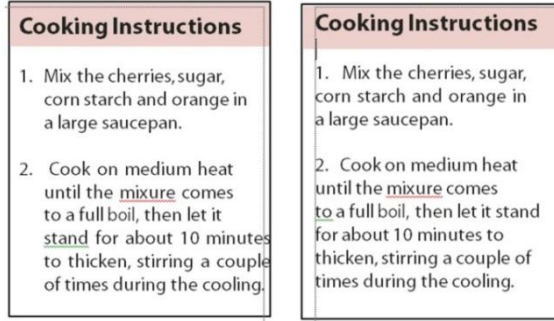 Cooking Instructions
1. Mix the cherries, sugar,
corn starch and orange in
a large saucepan.
2. Cook on medium heat
until the mixure comes
to a full boil, then let it
stand for about 10 minutes
to thicken, stirring a couple
of times during the cooling.
Cooking Instructions
1. Mix the cherries, sugar,
corn starch and orange in
a large saucepan.
2. Cook on medium heat
until the mixure comes
to a full boil, then let it stand
for about 10 minutes to
thicken, stirring a couple of
times during the cooling.